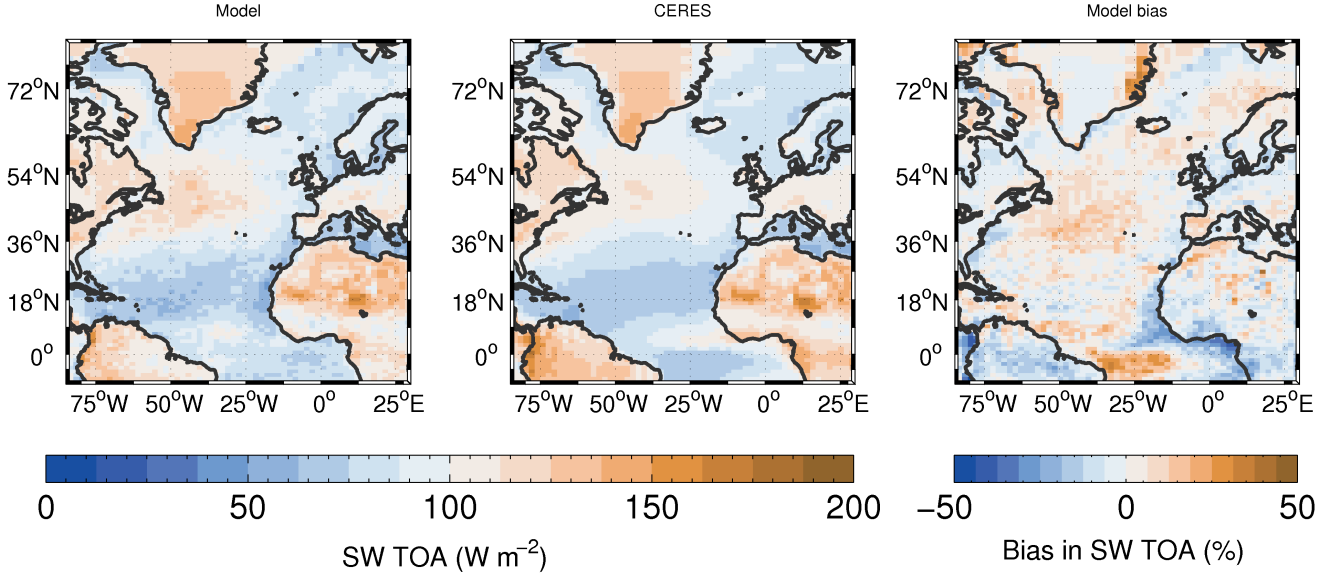 Model CERES Model bias
72°N 72°N 72°N
54°N 54°N 54°N
36°N 36°N 36°N
18°N 18°N 18°N
0° 0° 0°
75°W 50°W 25°W 0° 25°E 75°W 50°W 25°W 0° 25°E 75°W 50°W 25°W 0° 25°E
0 50 100 150 200 −50 0 50
SW TOA (W m⁻²) Bias in SW TOA (%)